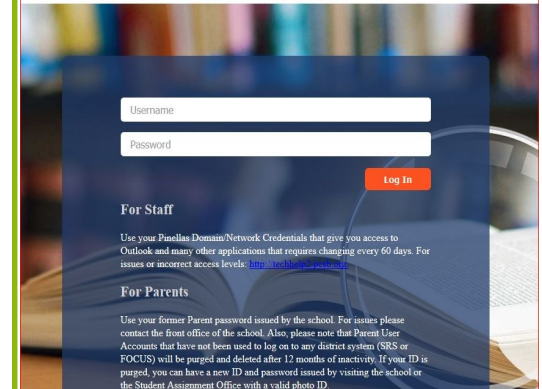 Username
Password
Log In
For Staff
Use your Pinellas Domain/Network Credentials that give you access to
Outlook and many other applications that requires changing every 60 days. For
issues or incorrect access levels: http://techhelp2.pcsb.org
For Parents
Use your former Parent password issued by the school. For issues please
contact the front office of the school. Also, please note that Parent User
Accounts that have not been used to log on to any district system (SRS or
FOCUS) will be purged and deleted after 12 months of inactivity. If your ID is
purged, you can have a new ID and password issued by visiting the school or
the Student Assignment Office with a valid photo ID.